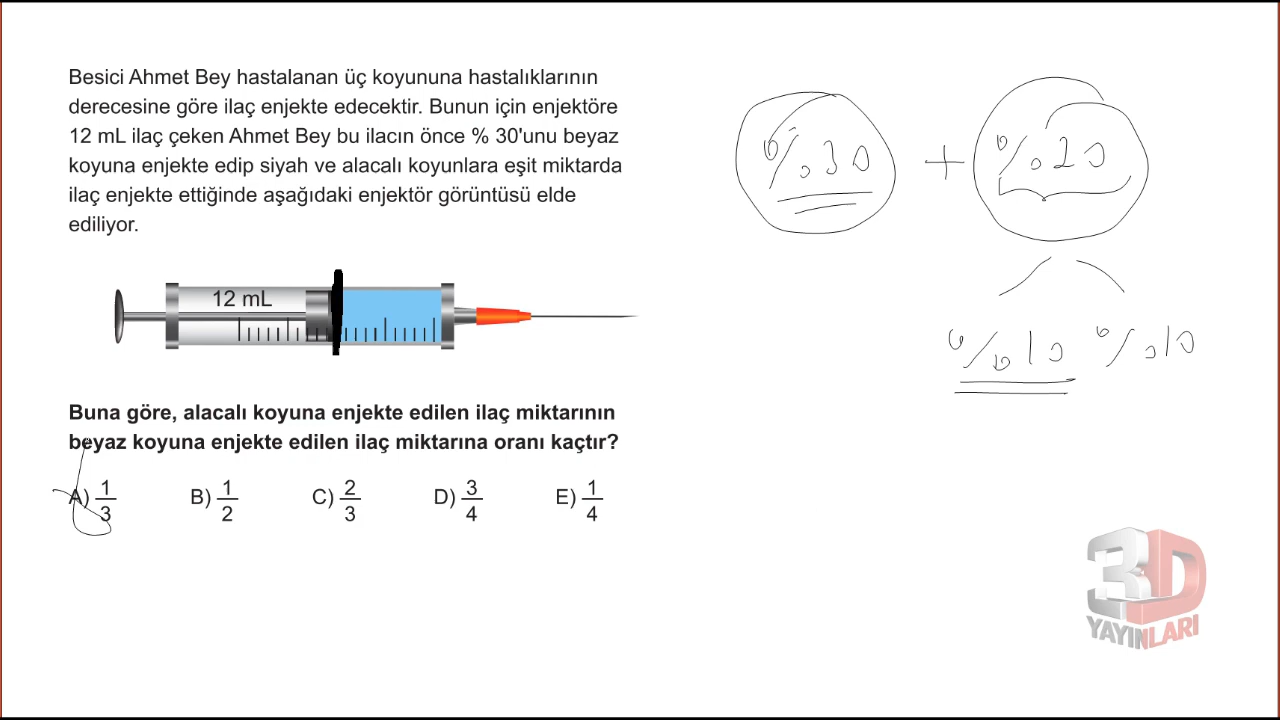 Besici Ahmet Bey hastalanan üç koyununa hastalıklarının
derecesine göre ilaç enjekte edecektir. Bunun için enjektöre
12 mL ilaç çeken Ahmet Bey bu ilacın önce % 30'unu beyaz
koyuna enjekte edip siyah ve alacalı koyunlara eşit miktarda
ilaç enjekte ettiğinde aşağıdaki enjektör görüntüsü elde
ediliyor.
%30 + %20
12 mL
%10 %10
Buna göre, alacalı koyuna enjekte edilen ilaç miktarının
beyaz koyuna enjekte edilen ilaç miktarına oranı kaçtır?
A) 1/3 B) 1/2 C) 2/3 D) 3/4 E) 1/4
3D
YAYINLARI